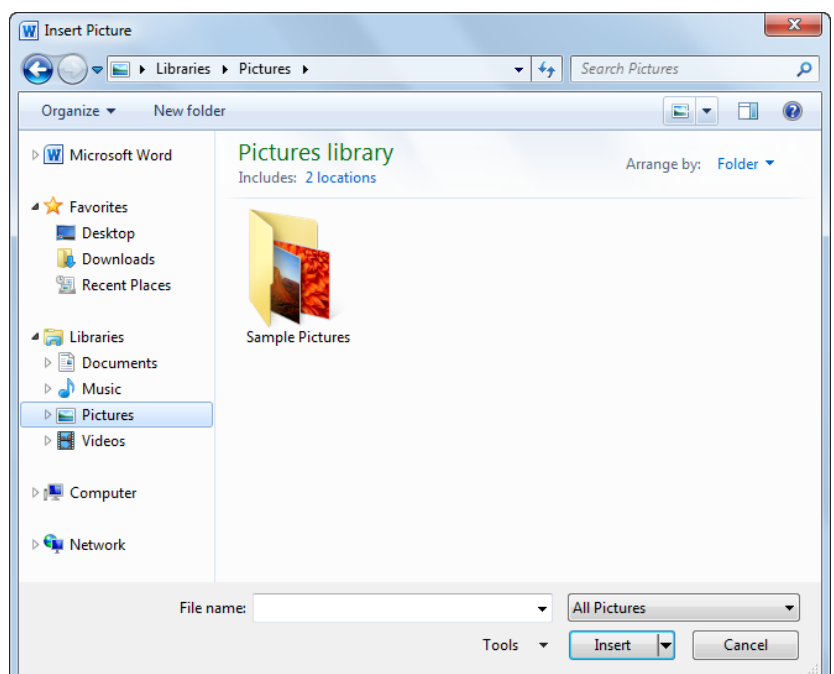 Insert Picture
Libraries Pictures
Search Pictures
Organize New folder
Microsoft Word
Favorites
Desktop
Downloads
Recent Places
Libraries
Documents
Music
Pictures
Videos
Computer
Network
Pictures library
Includes: 2 locations
Arrange by: Folder
Sample Pictures
File name:
All Pictures
Tools Insert Cancel